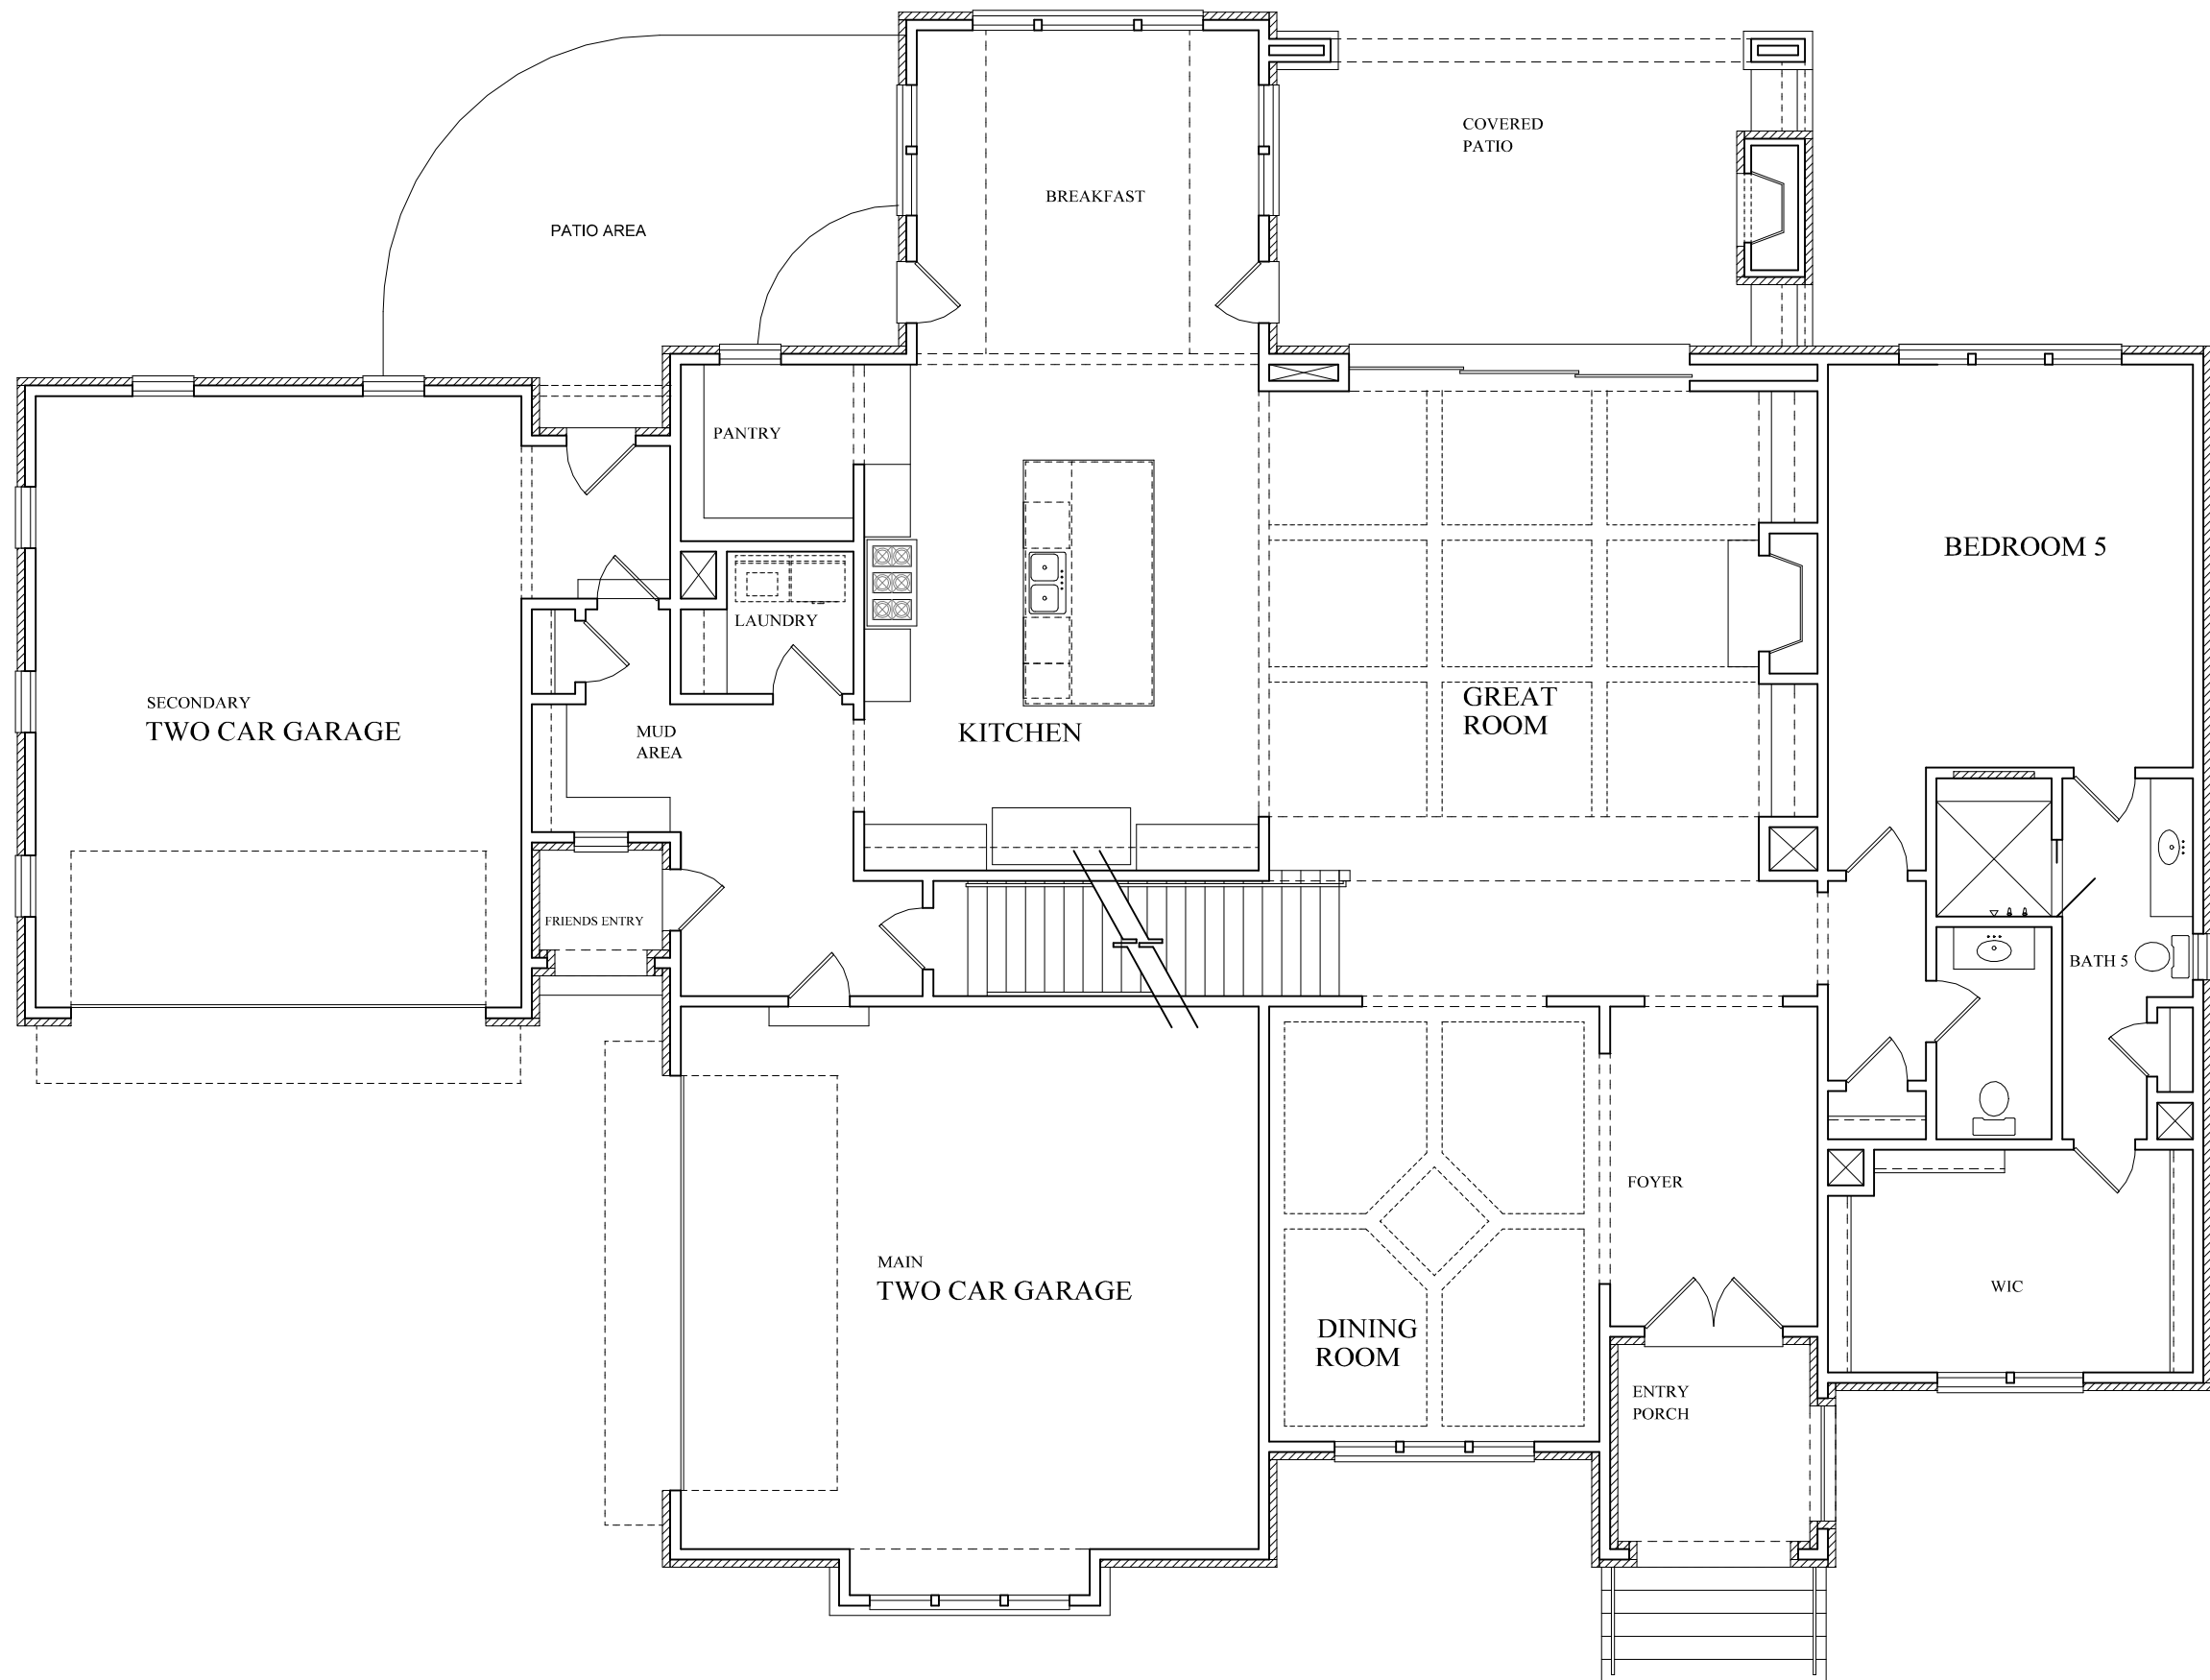 COVERED
PATIO
BREAKFAST
PATIO AREA
PANTRY
BEDROOM 5
LAUNDRY
SECONDARY
TWO CAR GARAGE
MUD
AREA
KITCHEN
GREAT
ROOM
FRIENDS ENTRY
BATH 5
FOYER
MAIN
TWO CAR GARAGE
WIC
DINING
ROOM
ENTRY
PORCH